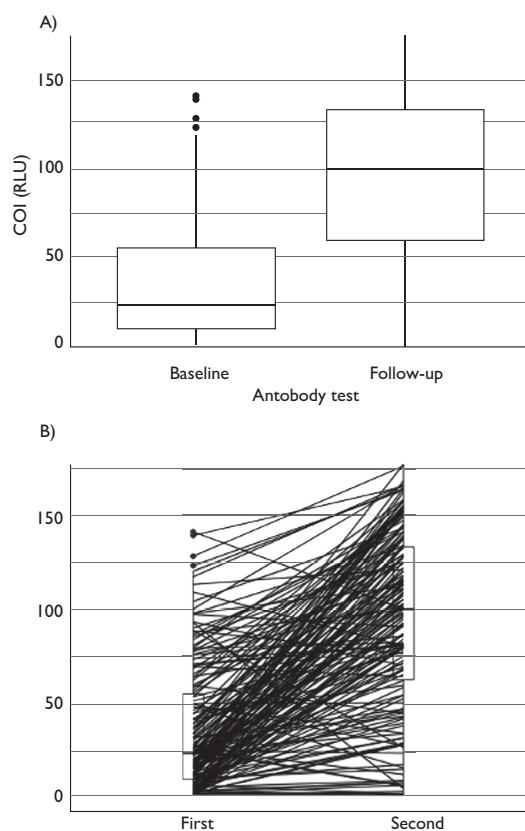 A)
150
100
50
0
COI (RLU)
Baseline
Follow-up
Antobody test
B)
150
100
50
0
First
Second